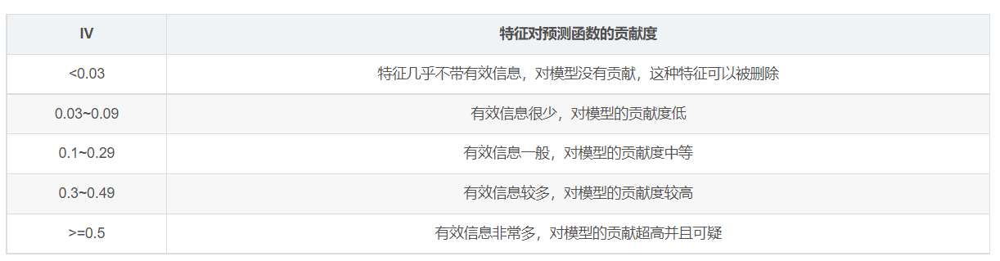 IV 特征对预测函数的贡献度
<0.03 特征几乎不带有效信息，对模型没有贡献，这种特征可以被删除
0.03~0.09 有效信息很少，对模型的贡献度低
0.1~0.29 有效信息一般，对模型的贡献度中等
0.3~0.49 有效信息较多，对模型的贡献度较高
>=0.5 有效信息非常多，对模型的贡献超高并且可疑